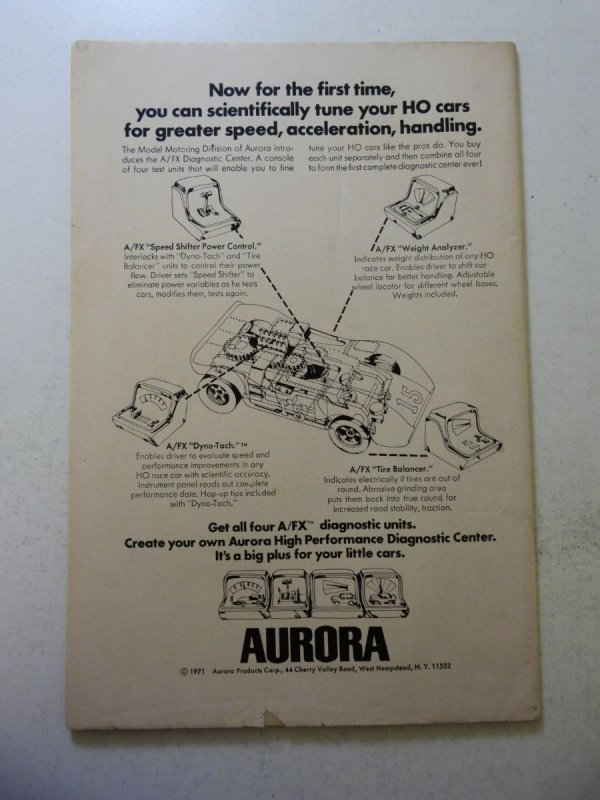 Now for the first time,
you can scientifically tune your HO cars
for greater speed, acceleration, handling.
The Model Motoring Division of Aurora intro-
duces the A/FX Diagnostic Center. A console
of four test units that will enable you to fine
tune your HO cars like the pros do. You buy
each unit separately and then combine all four
to form the first complete diagnostic center ever!
A/FX "Speed Shifter Power Control."
Interlocks with "Dyno-Tach" and "Tire
Balancer" units to control their power
flow. Driver sets "Speed Shifter" to
eliminate power variables as he tests
cars, modifies them, tests again.
A/FX "Weight Analyzer."
Indicates weight distribution of any HO
race car. Enables driver to shift car
balance for better handling. Adjustable
wheel locator for different wheel bases.
Weights included.
15
A/FX "Dyno-Tach."™
Enables driver to evaluate speed and
performance improvements in any
HO race car with scientific accuracy.
Instrument panel reads out complete
performance data. Hop-up tips included
with "Dyno-Tach."
A/FX "Tire Balancer."
Indicates electrically if tires are out of
round. Abrasive grinding area
puts them back into true round for
increased road stability, traction.
Get all four A/FX™ diagnostic units.
Create your own Aurora High Performance Diagnostic Center.
It's a big plus for your little cars.
AURORA
© 1971 Aurora Products Corp., 44 Cherry Valley Road, West Hempstead, N. Y. 11552